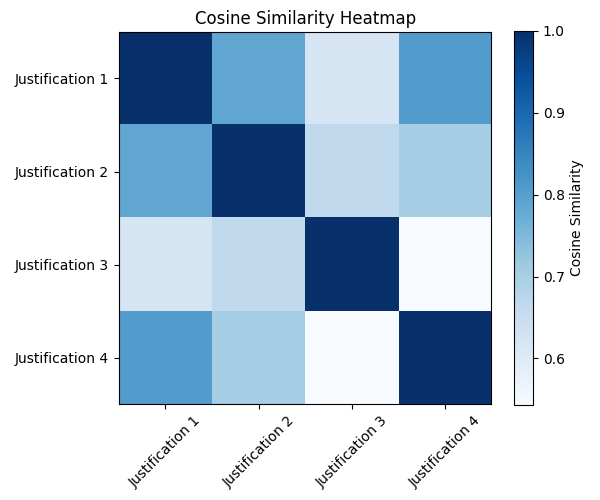 Cosine Similarity Heatmap
Justification 1
Justification 2
Justification 3
Justification 4
Justification 1
Justification 2
Justification 3
Justification 4
1.0
0.9
0.8
0.7
0.6
Cosine Similarity